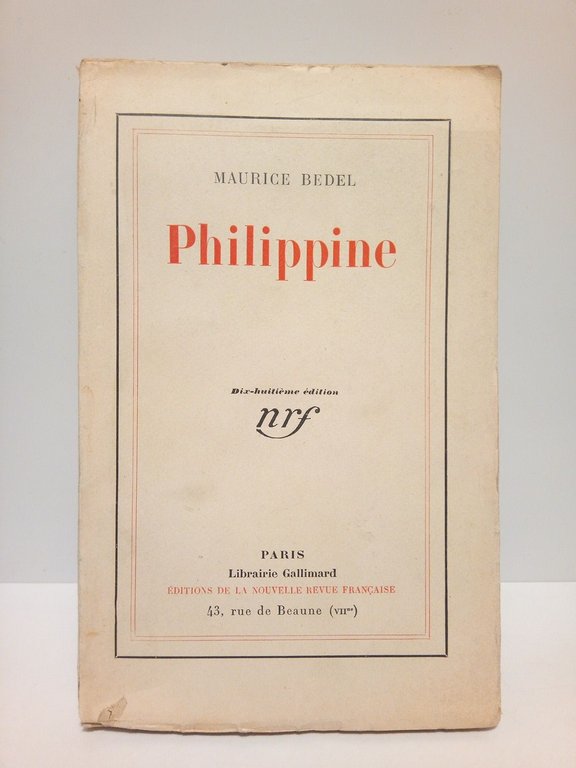 MAURICE BEDEL
Philippine
Dix-huitième édition
nrf
PARIS
Librairie Gallimard
ÉDITIONS DE LA NOUVELLE REVUE FRANÇAISE
43, rue de Beaune (VIIme)